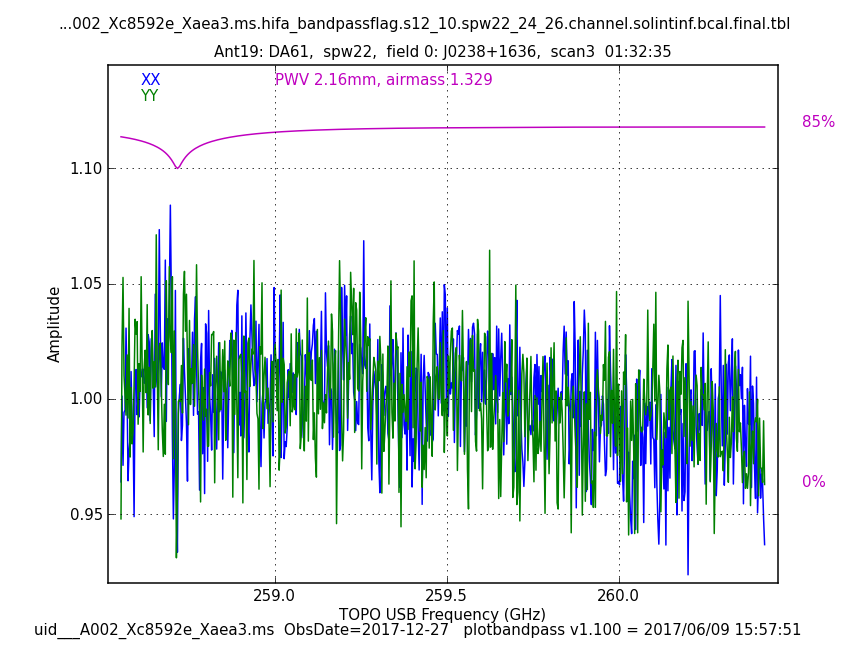 ...002_Xc8592e_Xaea3.ms.hifa_bandpassflag.s12_10.spw22_24_26.channel.solintinf.bcal.final.tbl
Ant19: DA61,  spw22,  field 0: J0238+1636,  scan3  01:32:35
XX
PWV 2.16mm, airmass 1.329
YY
85%
1.10
1.05
Amplitude
1.00
0%
0.95
259.0
259.5
260.0
TOPO USB Frequency (GHz)
uid___A002_Xc8592e_Xaea3.ms  ObsDate=2017-12-27   plotbandpass v1.100 = 2017/06/09 15:57:51